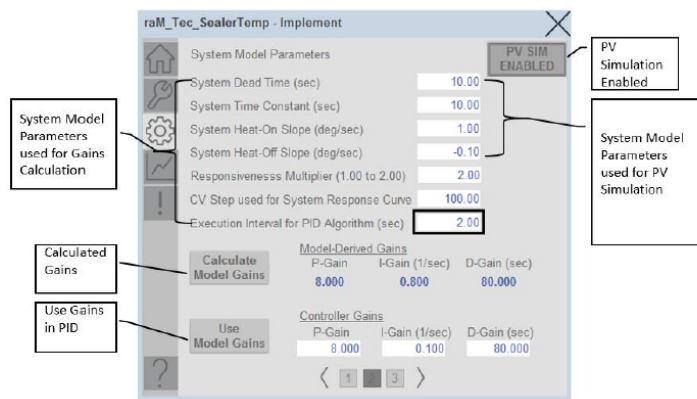 raM_Tec_SealerTemp - Implement
System Model Parameters
PV SIM
ENABLED
PV
Simulation
Enabled
System Dead Time (sec)
10.00
System Time Constant (sec)
10.00
System Heat-On Slope (deg/sec)
1.00
System Heat-Off Slope (deg/sec)
-0.10
Responsivenesss Multiplier (1.00 to 2.00)
2.00
CV Step used for System Response Curve
100.00
Execution Interval for PID Algorithm (sec)
2.00
System Model
Parameters
used for Gains
Calculation
System Model
Parameters
used for PV
Simulation
Calculated
Gains
Calculate
Model Gains
Model-Derived Gains
P-Gain
I-Gain (1/sec)
D-Gain (sec)
8.000
0.800
80.000
Use Gains
in PID
Use
Model Gains
Controller Gains
P-Gain
I-Gain (1/sec)
D-Gain (sec)
8.000
0.100
80.000
1
2
3